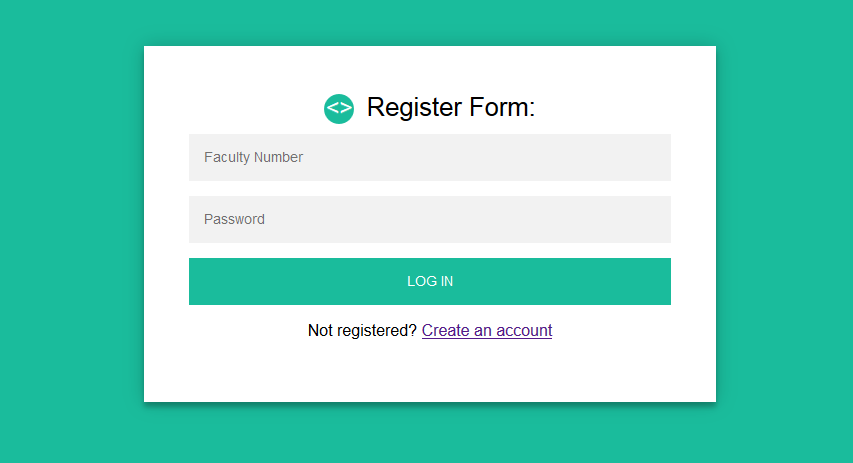 <> Register Form:
Faculty Number
Password
LOG IN
Not registered? Create an account